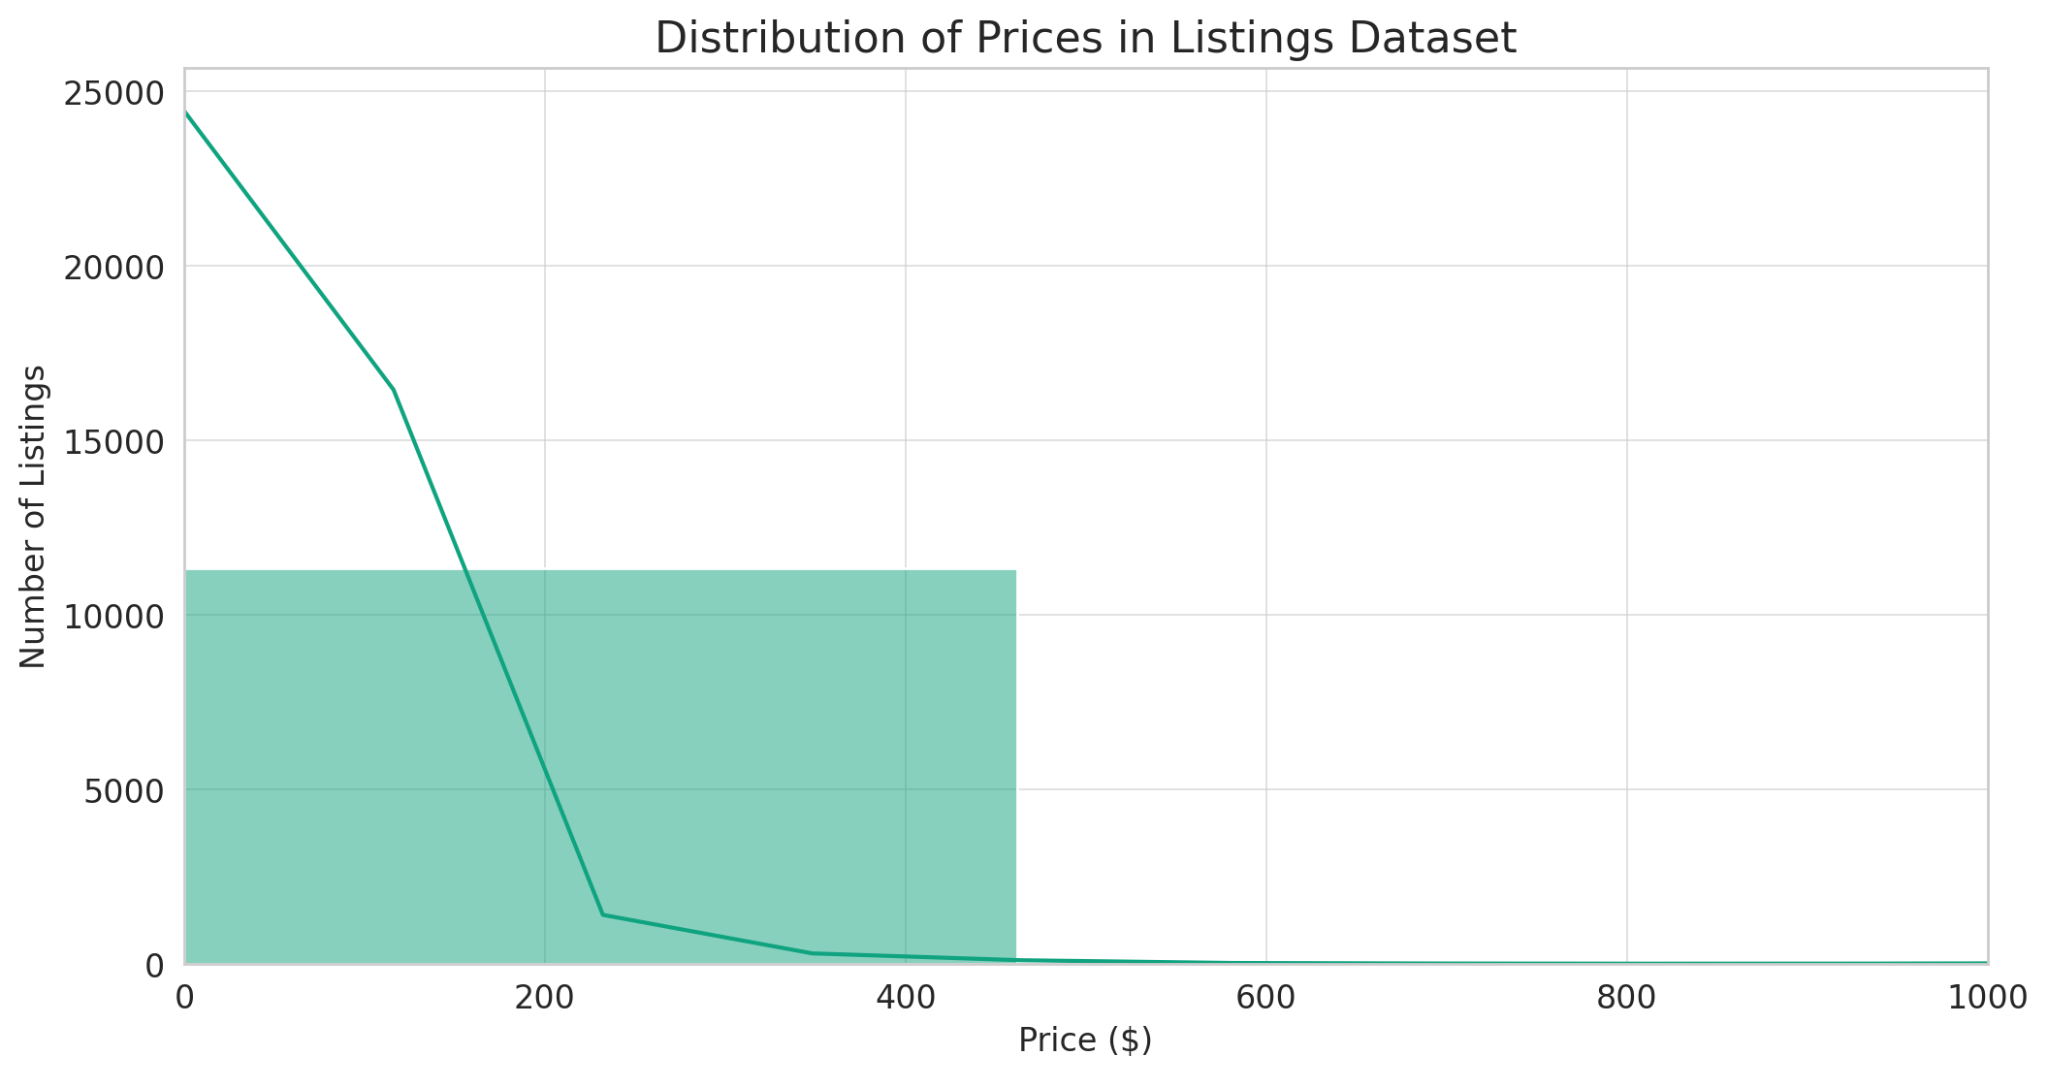 Distribution of Prices in Listings Dataset
Number of Listings
25000
20000
15000
10000
5000
0
0 200 400 600 800 1000
Price ($)